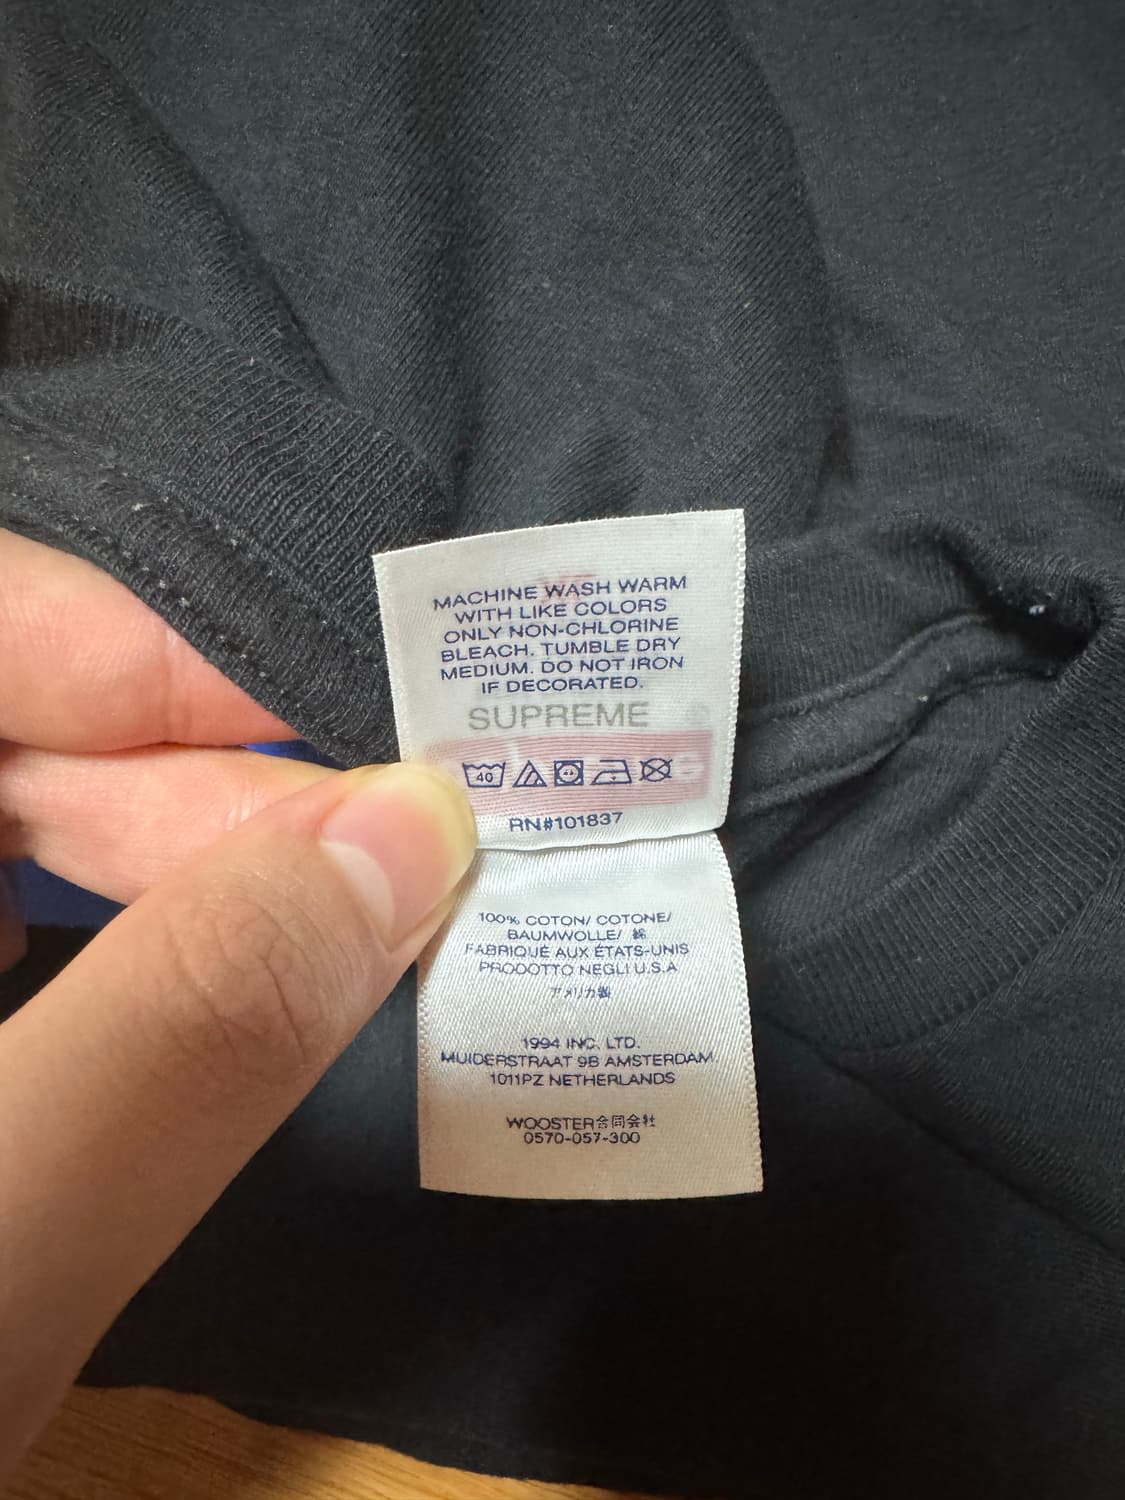 MACHINE WASH WARM
WITH LIKE COLORS
ONLY NON-CHLORINE
BLEACH. TUMBLE DRY
MEDIUM. DO NOT IRON
IF DECORATED.
SUPREME
40
RN#101837
100% COTON/ COTONE/
BAUMWOLLE/ 綿
FABRIQUÉ AUX ÉTATS-UNIS
PRODOTTO NEGLI U.S.A
アメリカ製
1994 INC. LTD.
MUIDERSTRAAT 9B AMSTERDAM
1011PZ NETHERLANDS
WOOSTER合同会社
0570-057-300